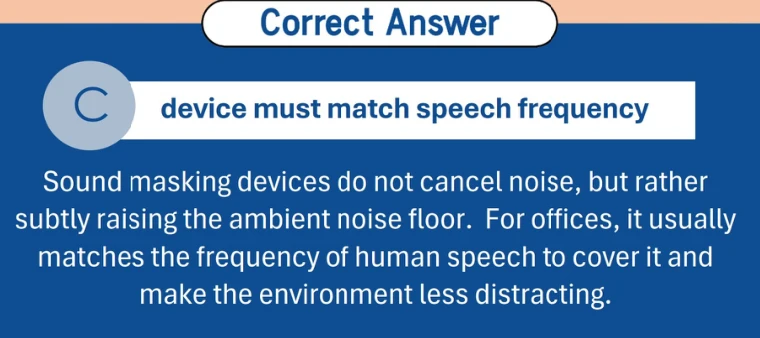 Correct Answer
C
device must match speech frequency
Sound masking devices do not cancel noise, but rather
subtly raising the ambient noise floor.  For offices, it usually
matches the frequency of human speech to cover it and
make the environment less distracting.